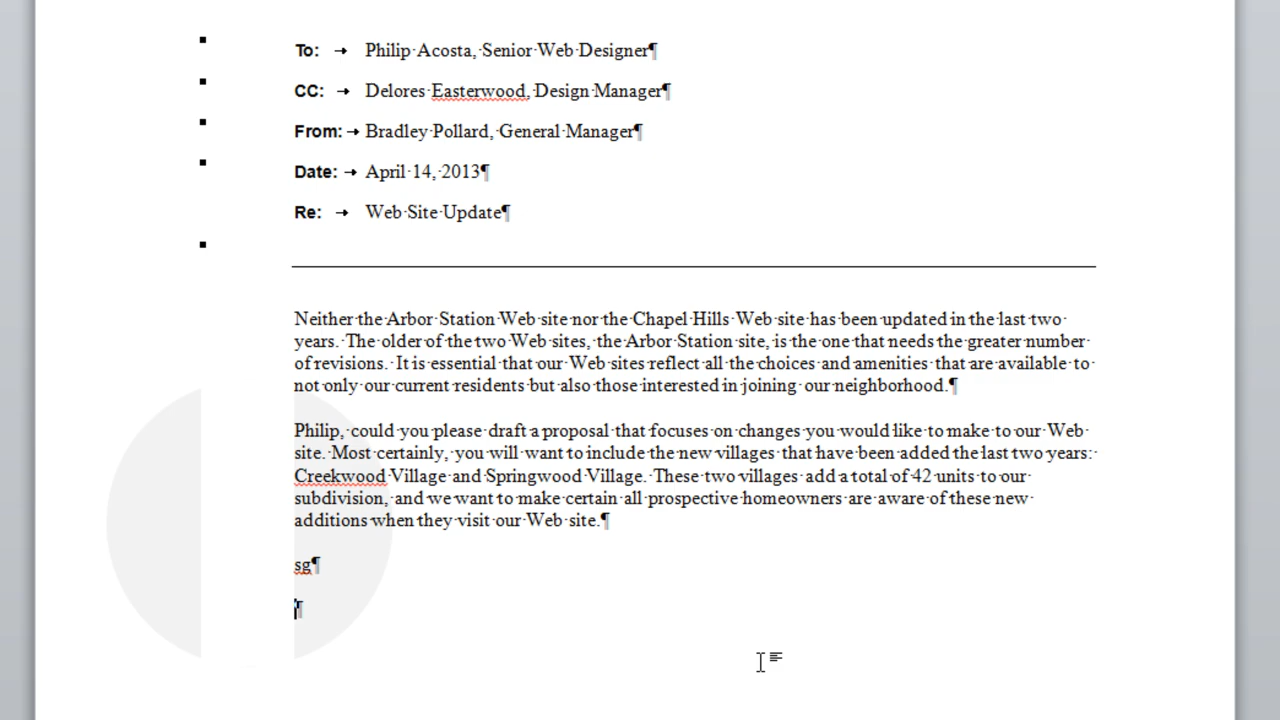 To: → Philip Acosta, Senior Web Designer¶
CC: → Delores Easterwood, Design Manager¶
From: → Bradley Pollard, General Manager¶
Date: → April 14, 2013¶
Re: → Web Site Update¶
Neither the Arbor Station Web site nor the Chapel Hills Web site has been updated in the last two
years. The older of the two Web sites, the Arbor Station site, is the one that needs the greater number
of revisions. It is essential that our Web sites reflect all the choices and amenities that are available to
not only our current residents but also those interested in joining our neighborhood.¶
Philip, could you please draft a proposal that focuses on changes you would like to make to our Web
site. Most certainly, you will want to include the new villages that have been added the last two years:
Creekwood Village and Springwood Village. These two villages add a total of 42 units to our
subdivision, and we want to make certain all prospective homeowners are aware of these new
additions when they visit our Web site.¶
sg¶
¶